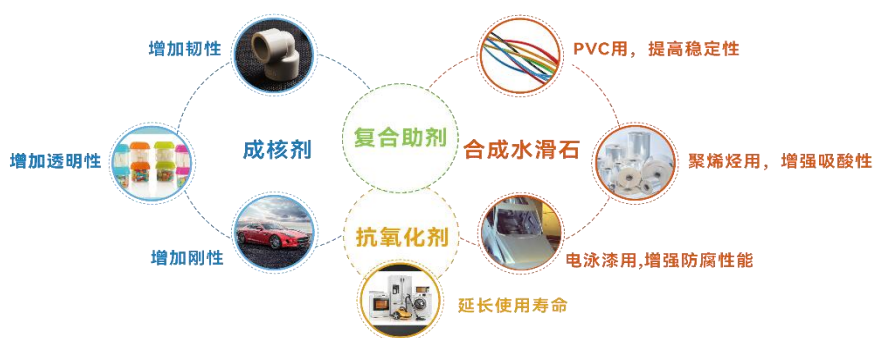 增加韧性
PVC用，提高稳定性
复合助剂
成核剂
合成水滑石
增加透明性
聚烯烃用，增强吸酸性
抗氧化剂
增加刚性
电泳漆用,增强防腐性能
延长使用寿命